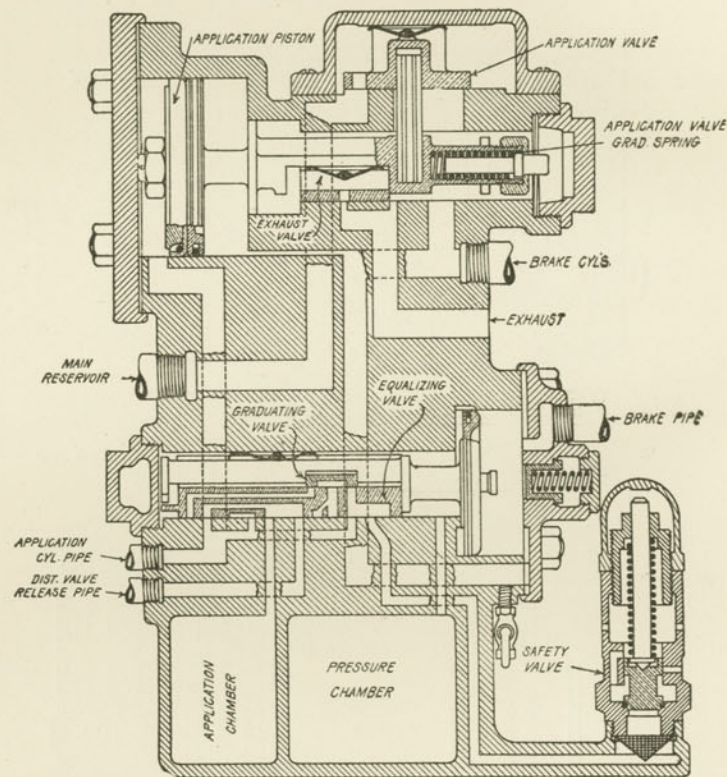 APPLICATION PISTON
APPLICATION VALVE
APPLICATION VALVE
GRAD. SPRING
EXHAUST
VALVE
BRAKE CYL'S.
EXHAUST
MAIN
RESERVOIR
EQUALIZING
VALVE
GRADUATING
VALVE
BRAKE PIPE
APPLICATION
CYL. PIPE
DIST. VALVE
RELEASE PIPE
SAFETY
VALVE
APPLICATION
CHAMBER
PRESSURE
CHAMBER